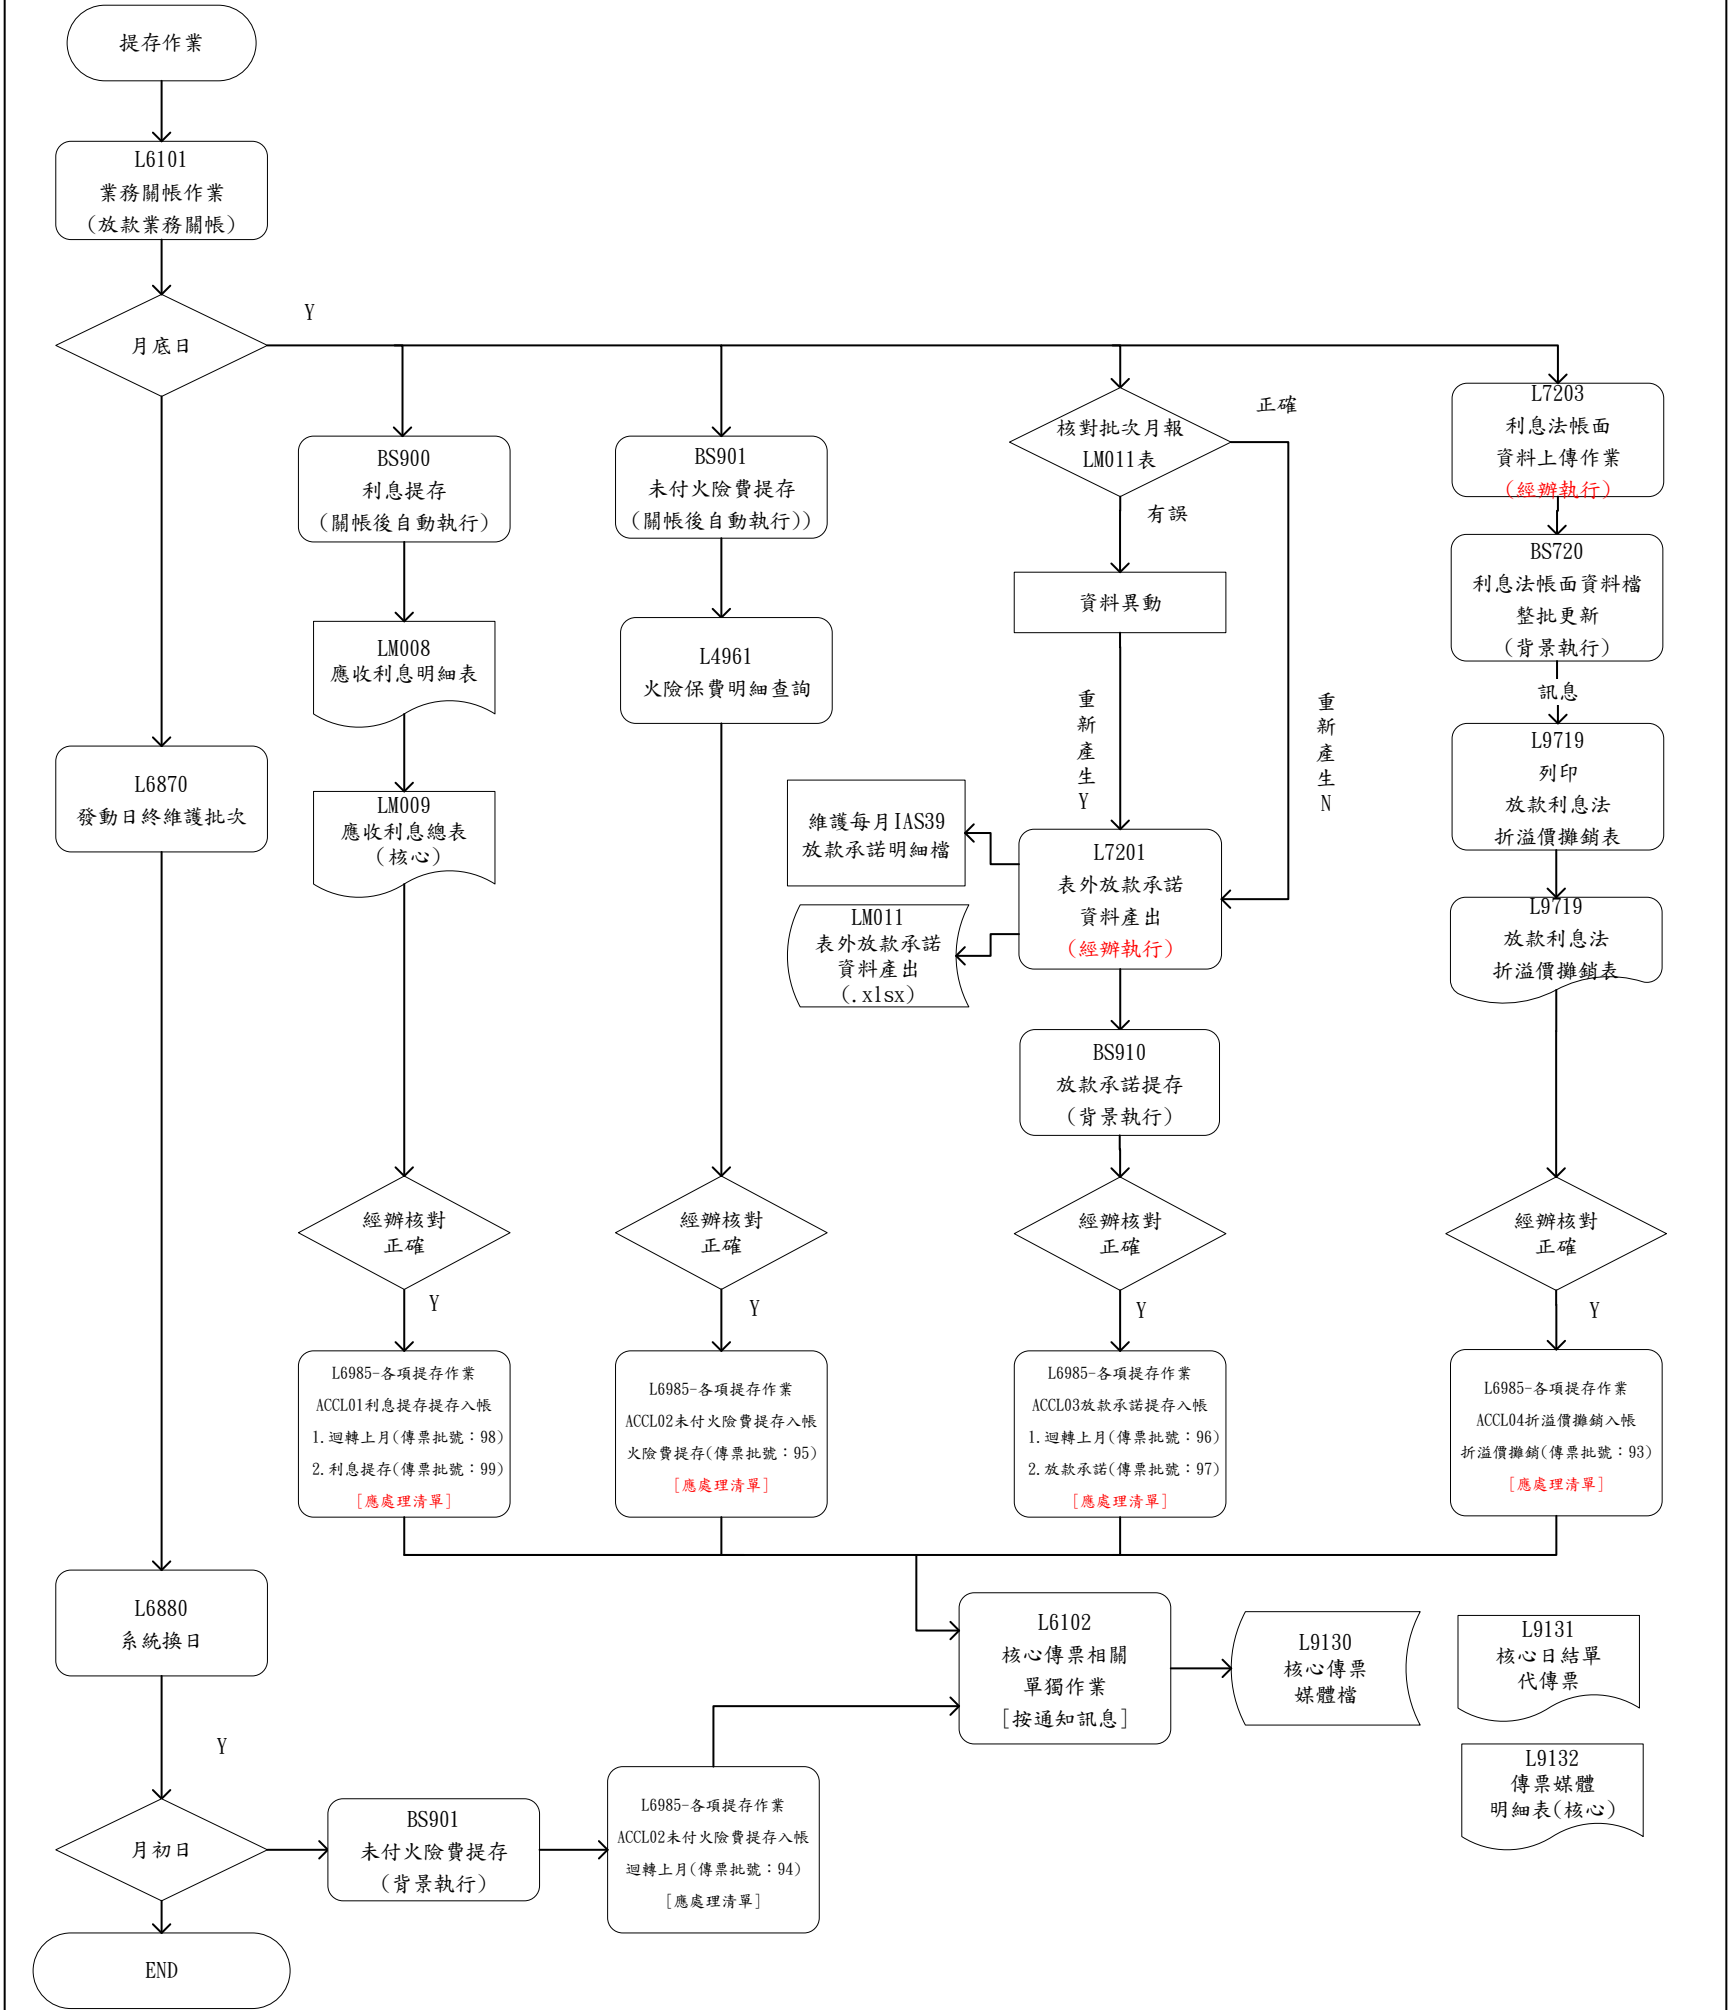 提存作業
L6101
業務關帳作業
(放款業務關帳)
月底日
Y
BS900
利息提存
(關帳後自動執行)
LM008
應收利息明細表
LM009
應收利息總表
(核心)
經辦核對
正確
Y
L6985-各項提存作業
ACCL01利息提存提存入帳
1.迴轉上月(傳票批號：98)
2.利息提存(傳票批號：99)
[應處理清單]
BS901
未付火險費提存
(關帳後自動執行))
L4961
火險保費明細查詢
經辦核對
正確
Y
L6985-各項提存作業
ACCL02未付火險費提存入帳
火險費提存(傳票批號：95)
[應處理清單]
核對批次月報
LM011表
正確
有誤
資料異動
重新產生Y
重新產生N
維護每月IAS39
放款承諾明細檔
LM011
表外放款承諾
資料產出
(.xlsx)
L7201
表外放款承諾
資料產出
(經辦執行)
BS910
放款承諾提存
(背景執行)
經辦核對
正確
Y
L6985-各項提存作業
ACCL03放款承諾提存入帳
1.迴轉上月(傳票批號：96)
2.放款承諾(傳票批號：97)
[應處理清單]
L7203
利息法帳面
資料上傳作業
(經辦執行)
BS720
利息法帳面資料檔
整批更新
(背景執行)
訊息
L9719
列印
放款利息法
折溢價攤銷表
L9719
放款利息法
折溢價攤銷表
經辦核對
正確
Y
L6985-各項提存作業
ACCL04折溢價攤銷入帳
折溢價攤銷(傳票批號：93)
[應處理清單]
L6870
發動日終維護批次
L6880
系統換日
Y
月初日
BS901
未付火險費提存
(背景執行)
L6985-各項提存作業
ACCL02未付火險費提存入帳
迴轉上月(傳票批號：94)
[應處理清單]
L6102
核心傳票相關
單獨作業
[按通知訊息]
L9130
核心傳票
媒體檔
L9131
核心日結單
代傳票
L9132
傳票媒體
明細表(核心)
END